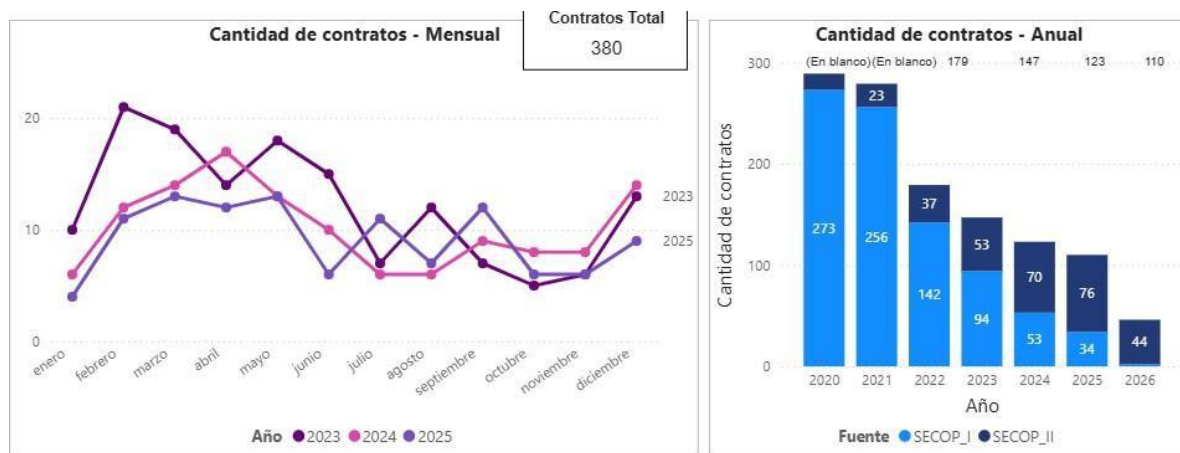 Cantidad de contratos - Mensual
Contratos Total
380
20
10
0
2023
2025
enero
febrero
marzo
abril
mayo
junio
julio
agosto
septiembre
octubre
noviembre
diciembre
Año 2023 2024 2025
Cantidad de contratos - Anual
(En blanco) (En blanco) 179 147 123 110
300
200
100
0
Cantidad de contratos
273
23
256
37
142
53
94
70
53
76
34
44
2020 2021 2022 2023 2024 2025 2026
Año
Fuente SECOP_I SECOP_II